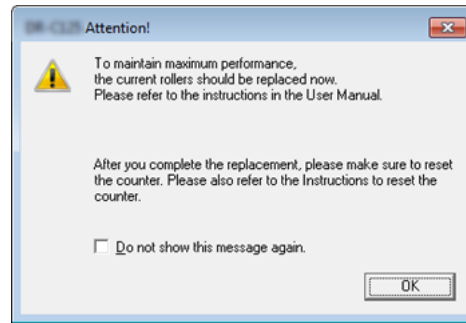 Attention!
To maintain maximum performance,
the current rollers should be replaced now.
Please refer to the instructions in the User Manual.
After you complete the replacement, please make sure to reset
the counter. Please also refer to the Instructions to reset the
counter.
Do not show this message again.
OK